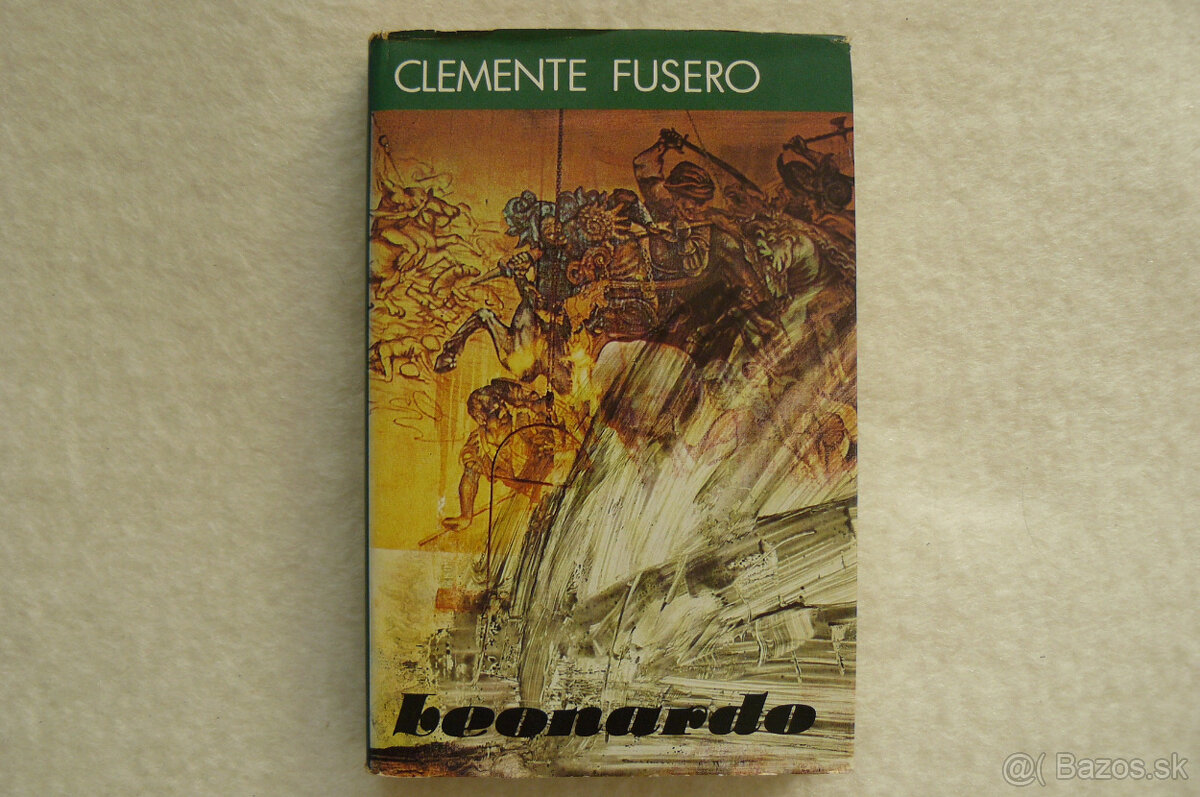 CLEMENTE FUSERO
leonardo
@( Bazos.sk